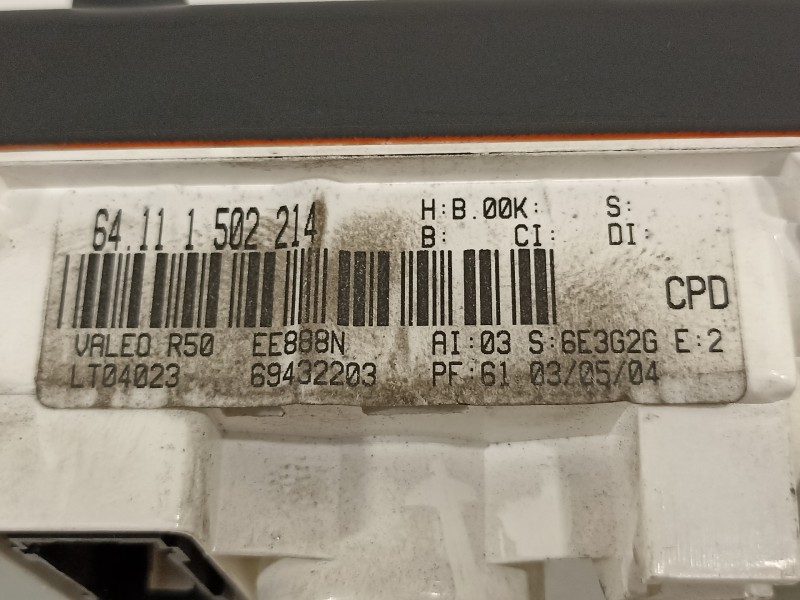 64.11 1 502 214
H:B.00K: S:
B: CI: DI:
CPD
VALEO R50 EE888N AI:03 S:6E3G2G E:2
LT04023 69432203 PF:61 03/05/04